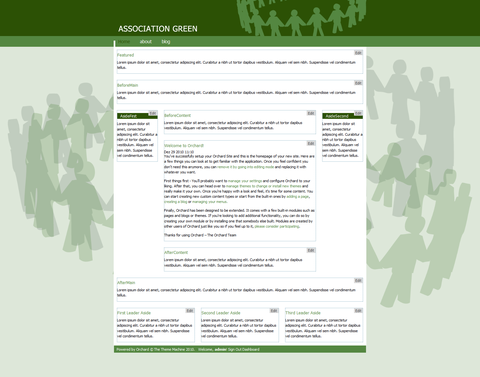 ASSOCIATION GREEN
Home about blog
Edit
Featured
Lorem ipsum dolor sit amet, consectetur adipiscing elit. Curabitur a nibh ut tortor dapibus vestibulum. Aliquam vel sem nibh. Suspendisse condimentum
tellus.
Edit
BeforeMain
Lorem ipsum dolor sit amet, consectetur adipiscing elit. Curabitur a nibh ut tortor dapibus vestibulum. Aliquam vel sem nibh. Suspendisse condimentum
tellus.
Edit
AsideFirst
Lorem ipsum dolor sit
amet, consectetur
adipiscing elit. Curabitur a
nibh ut tortor dapibus
vestibulum. Aliquam vel
sem nibh. Suspendisse
condimentum tellus.
Edit
BeforeContent
Lorem ipsum dolor sit amet, consectetur adipiscing elit. Curabitur a nibh ut tortor dapibus
vestibulum. Aliquam vel sem nibh. Suspendisse condimentum tellus.
Edit
Welcome to Orchard!
Dec 29 2010 11:10
You've successfully setup your Orchard Site and this is the homepage of your new site. Here are
a few things you can look at to get familiar with the application. Once you feel confident you
don't need this anymore, you can remove it by going into editing mode and replacing it with
whatever you want.
First things first - You'll probably want to manage your settings and configure Orchard to your
liking. After that, you can head over to manage themes to change or install new themes and
really make it your own. Once you're happy with a look and feel, it's time for some content. You
can start creating new custom content types or start from the built-in ones by adding a page,
creating a blog or managing your menus.
Finally, Orchard has been designed to be extended. It comes with a few built-in modules such as
pages and blogs or themes. If you're looking to add additional functionality, you can do so by
creating your own module or by installing one that somebody else built. Modules are created by
other users of Orchard just like you so if you feel up to it, please consider participating.
Thanks for using Orchard – The Orchard Team
Edit
AfterContent
Lorem ipsum dolor sit amet, consectetur adipiscing elit. Curabitur a nibh ut tortor dapibus
vestibulum. Aliquam vel sem nibh. Suspendisse condimentum tellus.
Edit
AsideSecond
Lorem ipsum dolor sit
amet, consectetur
adipiscing elit. Curabitur a
nibh ut tortor dapibus
vestibulum. Aliquam vel
sem nibh. Suspendisse
condimentum tellus.
Edit
AfterMain
Lorem ipsum dolor sit amet, consectetur adipiscing elit. Curabitur a nibh ut tortor dapibus vestibulum. Aliquam vel sem nibh. Suspendisse condimentum
tellus.
Edit
First Leader Aside
Lorem ipsum dolor sit amet, consectetur
adipiscing elit. Curabitur a nibh ut tortor
dapibus vestibulum. Aliquam vel sem nibh.
Suspendisse condimentum tellus.
Edit
Second Leader Aside
Lorem ipsum dolor sit amet, consectetur
adipiscing elit. Curabitur a nibh ut tortor
dapibus vestibulum. Aliquam vel sem nibh.
Suspendisse condimentum tellus.
Edit
Third Leader Aside
Lorem ipsum dolor sit amet, consectetur
adipiscing elit. Curabitur a nibh ut tortor
dapibus vestibulum. Aliquam vel sem nibh.
Suspendisse condimentum tellus.
Powered by Orchard © The Theme Machine 2010. Welcome, admin! Sign Out Dashboard